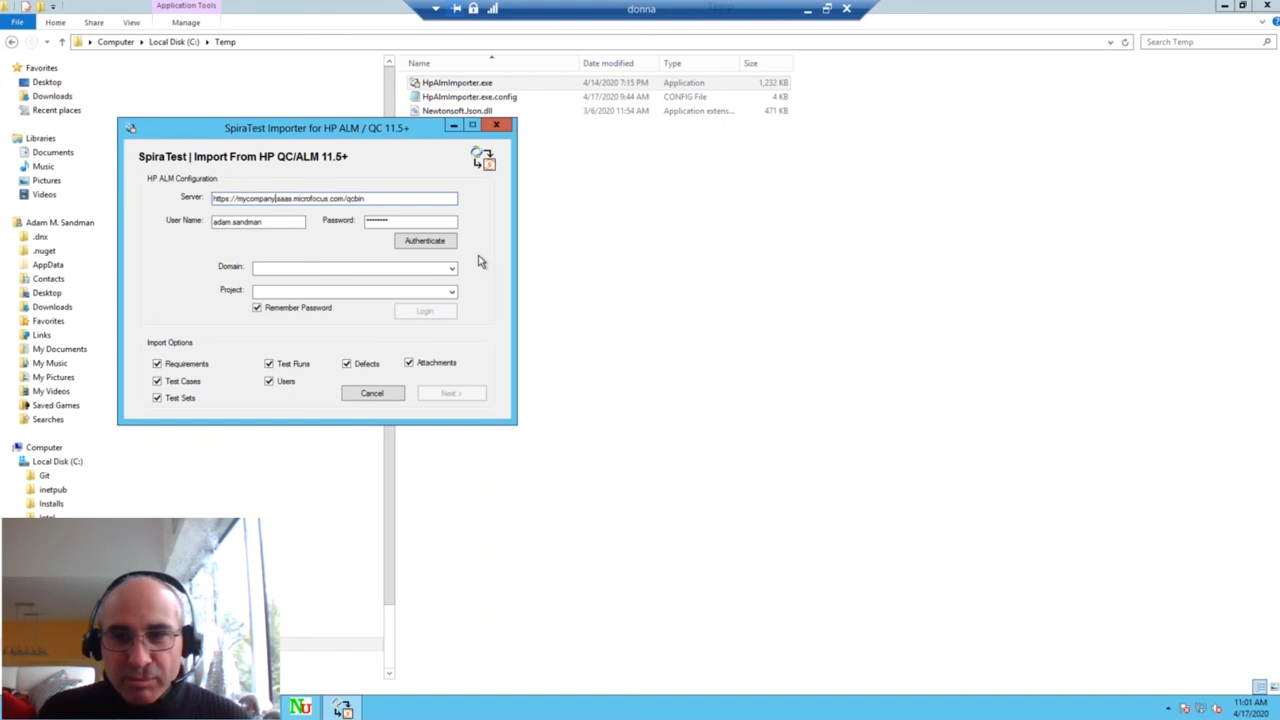 Application Tools
donna
File Home Share View Manage
Computer Local Disk (C:) Temp
Search Temp
Favorites
Desktop
Downloads
Recent places
Libraries
Documents
Music
Pictures
Videos
Adam M. Sandman
.dnx
.nuget
AppData
Contacts
Desktop
Downloads
Favorites
Links
My Documents
My Music
My Pictures
My Videos
Saved Games
Searches
Computer
Local Disk (C:)
Git
inetpub
Installs
Name Date modified Type Size
HpAlmImporter.exe 4/14/2020 7:15 PM Application 1,232 KB
HpAlmImporter.exe.config 4/17/2020 9:44 AM CONFIG File 4 KB
Newtonsoft.Json.dll 3/6/2020 11:54 AM Application extens... 471 KB
SpiraTest Importer for HP ALM / QC 11.5+
SpiraTest | Import From HP QC/ALM 11.5+
HP ALM Configuration
Server: https://mycompany.saas.microfocus.com/qcbin
User Name: adam.sandman Password: ********
Authenticate
Domain:
Project:
Remember Password Login
Import Options
Requirements Test Runs Defects Attachments
Test Cases Users
Test Sets Cancel Next >
Nu
11:01 AM
4/17/2020